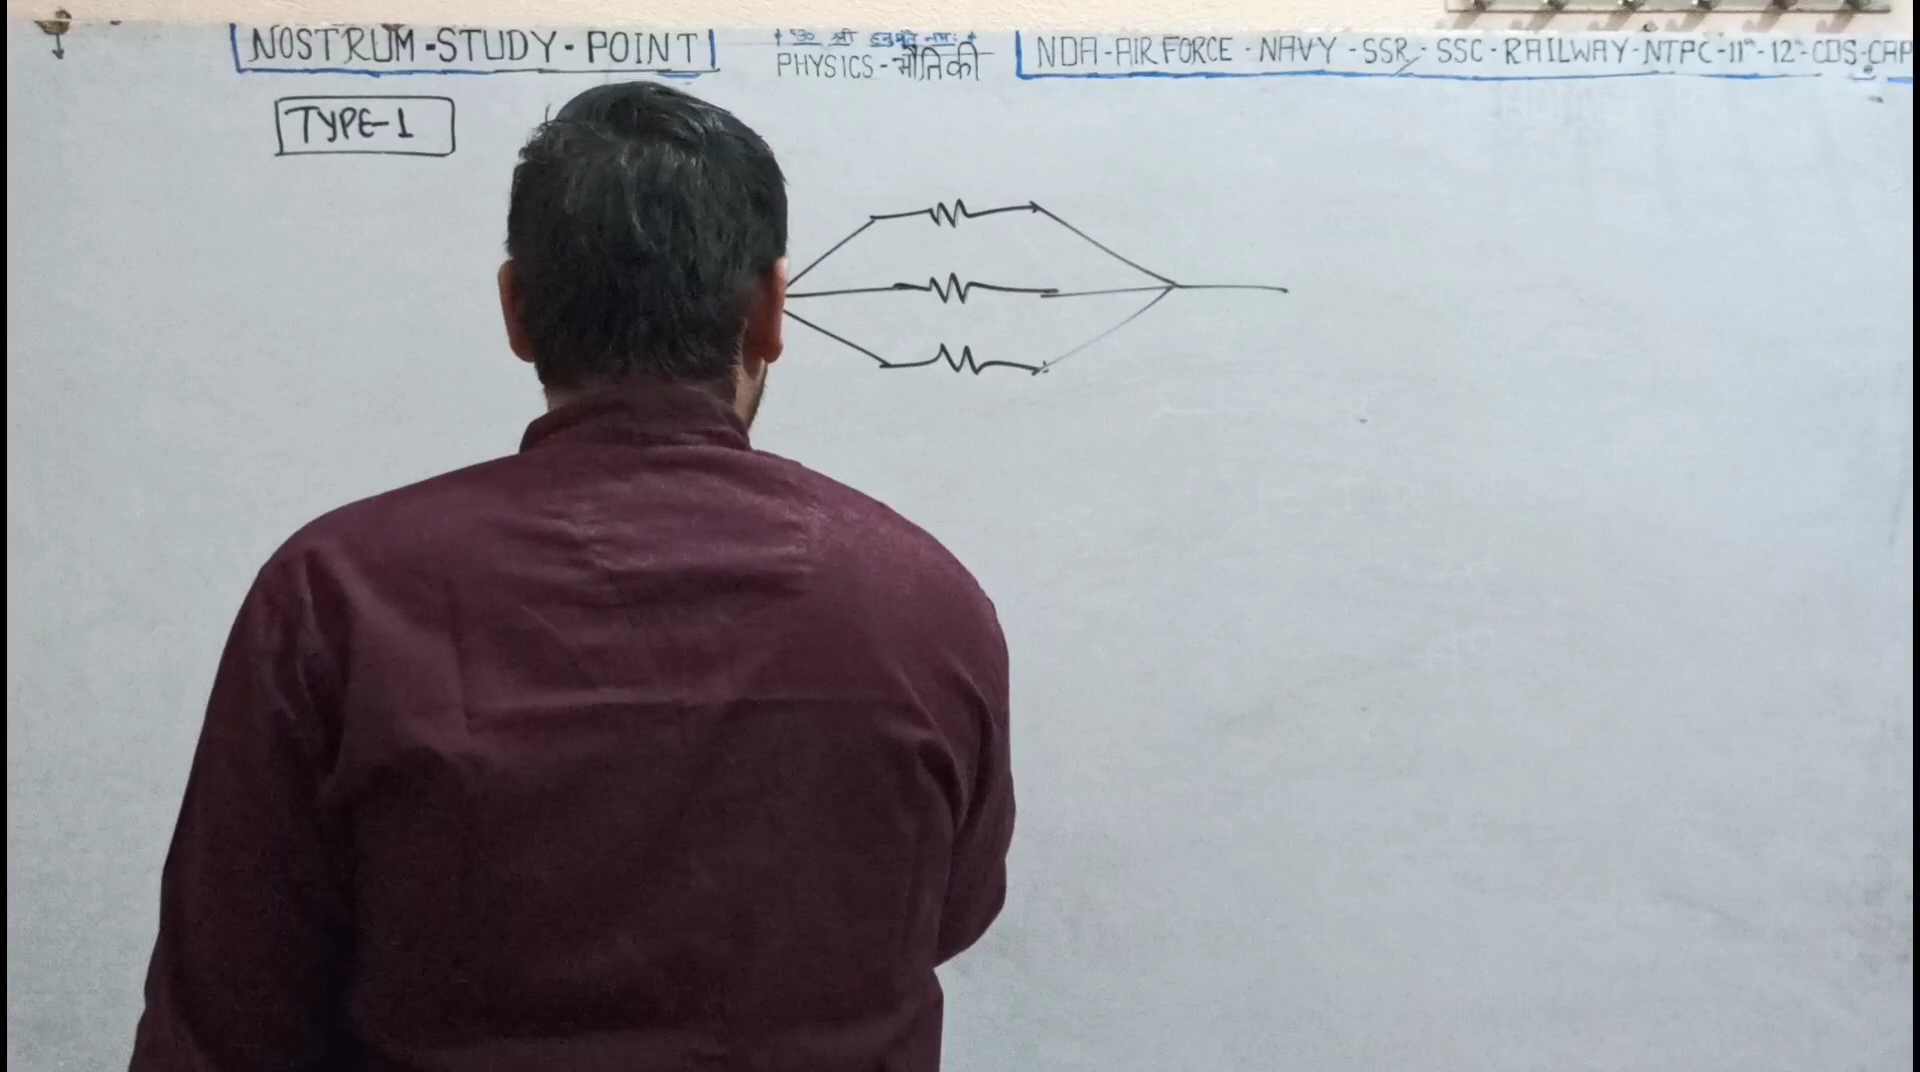 NOSTRUM-STUDY-POINT
PHYSICS-भौतिकी
NDA-AIR FORCE-NAVY-SSR-SSC-RAILWAY-NTPC-11th-12th-CDS-CAP
TYPE-1